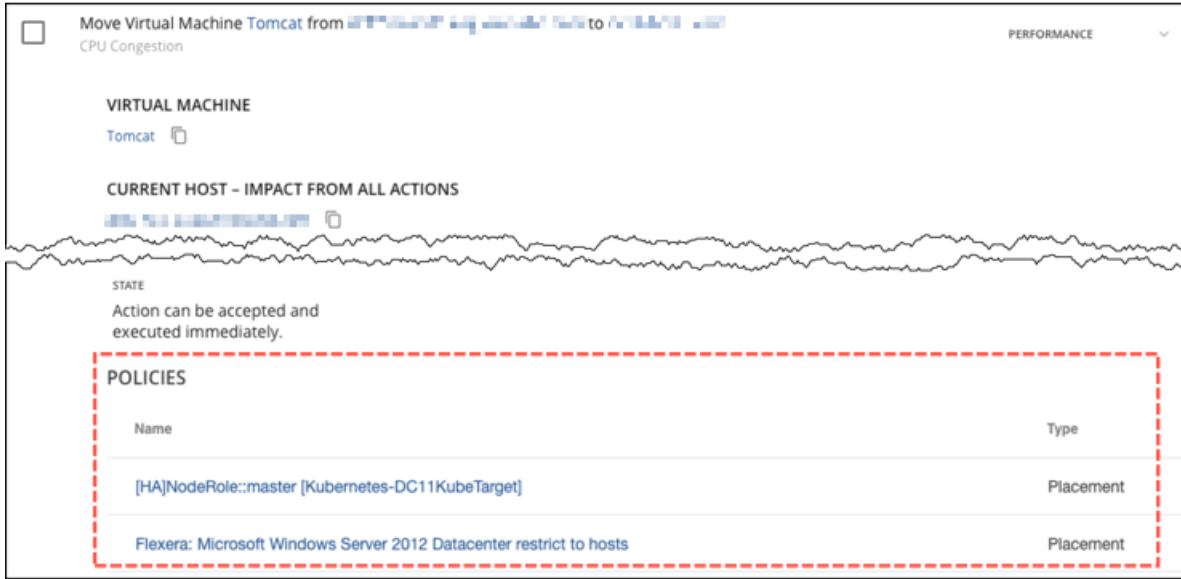 Move Virtual Machine Tomcat from to
PERFORMANCE
CPU Congestion
VIRTUAL MACHINE
Tomcat
CURRENT HOST – IMPACT FROM ALL ACTIONS
STATE
Action can be accepted and
executed immediately.
POLICIES
Name Type
[HA]NodeRole::master [Kubernetes-DC11KubeTarget] Placement
Flexera: Microsoft Windows Server 2012 Datacenter restrict to hosts Placement